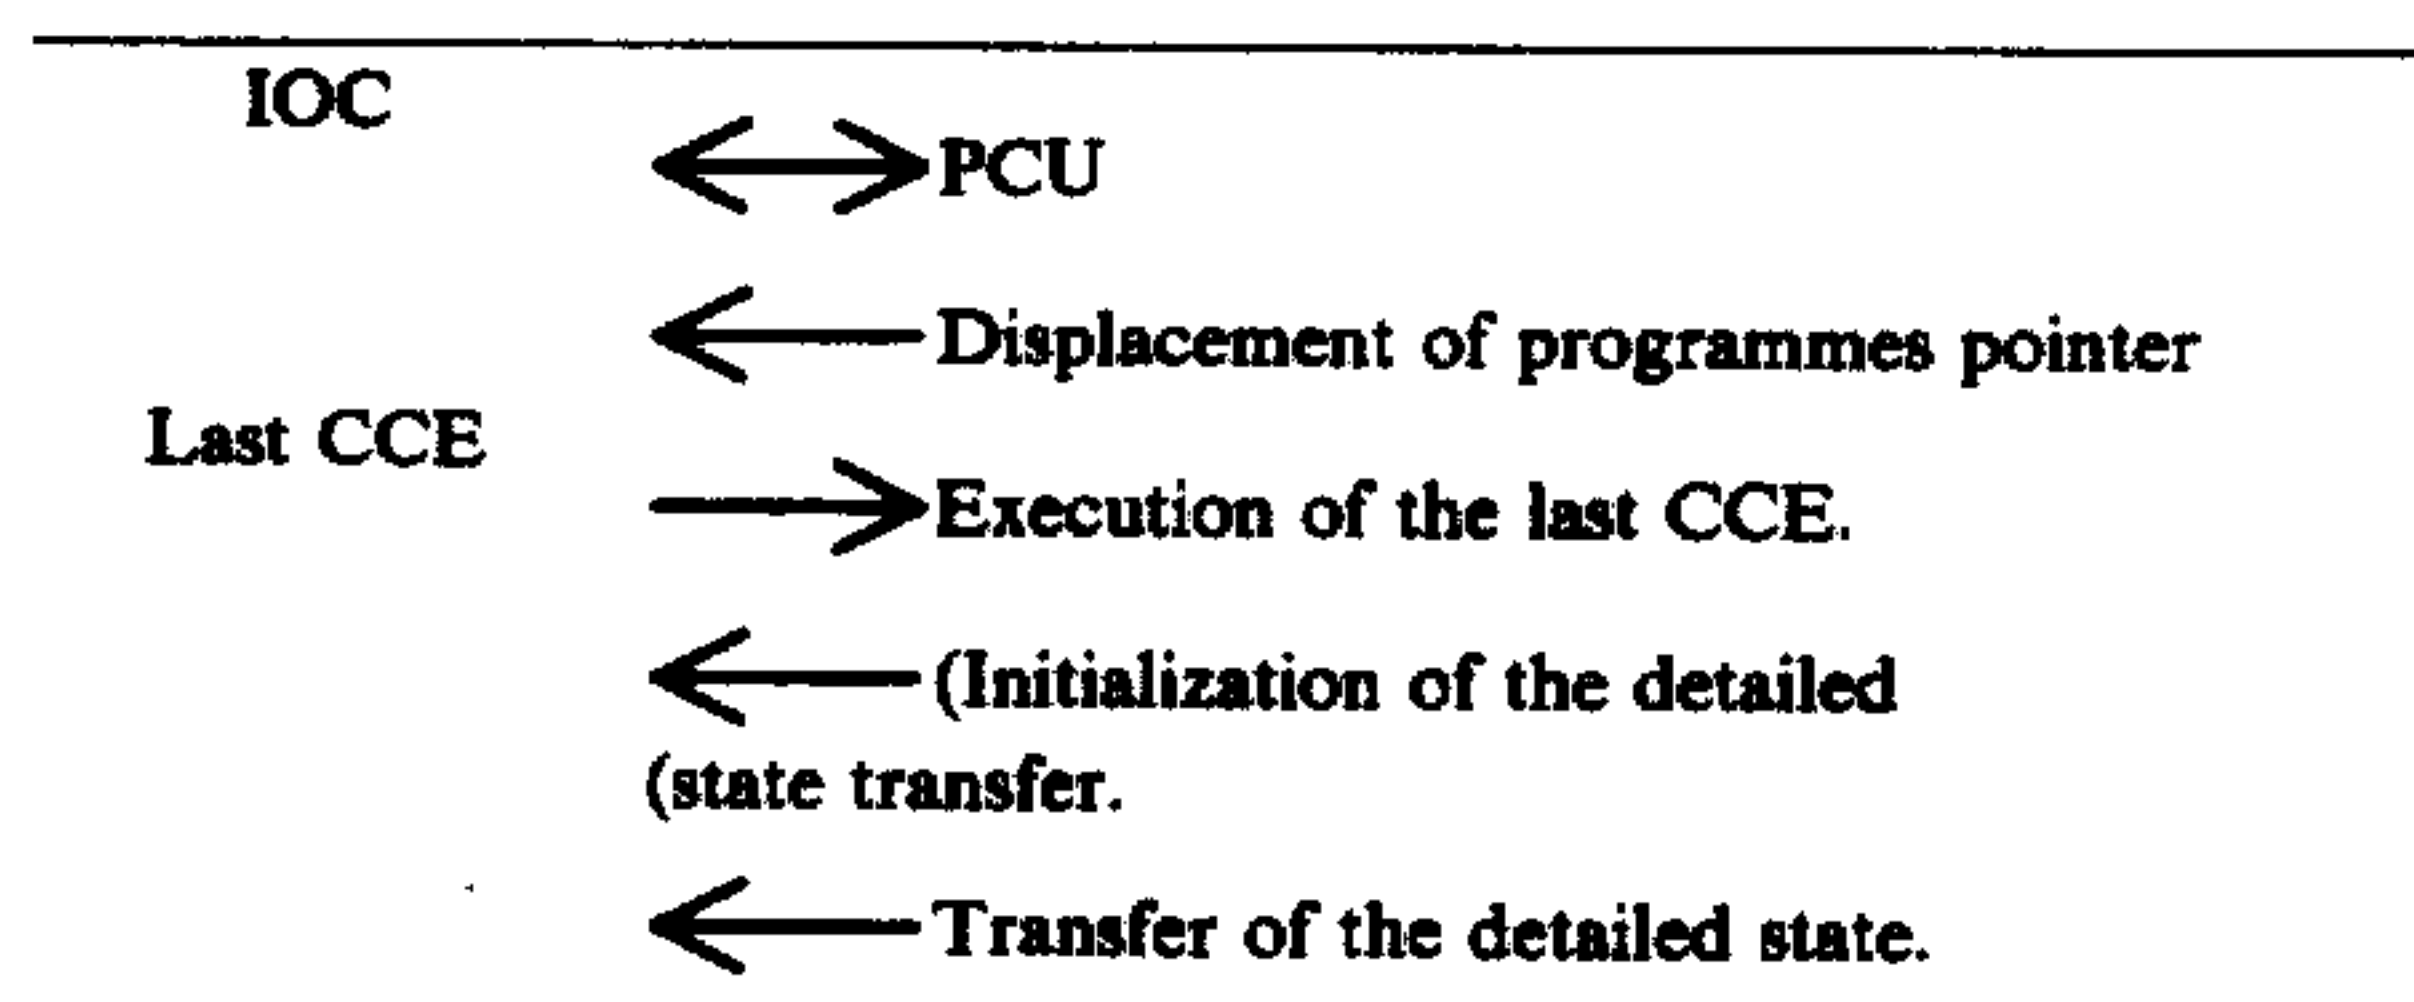 IOC
PCU
Displacement of programmes pointer
Last CCE
Execution of the last CCE.
(Initialization of the detailed
(state transfer.
Transfer of the detailed state.